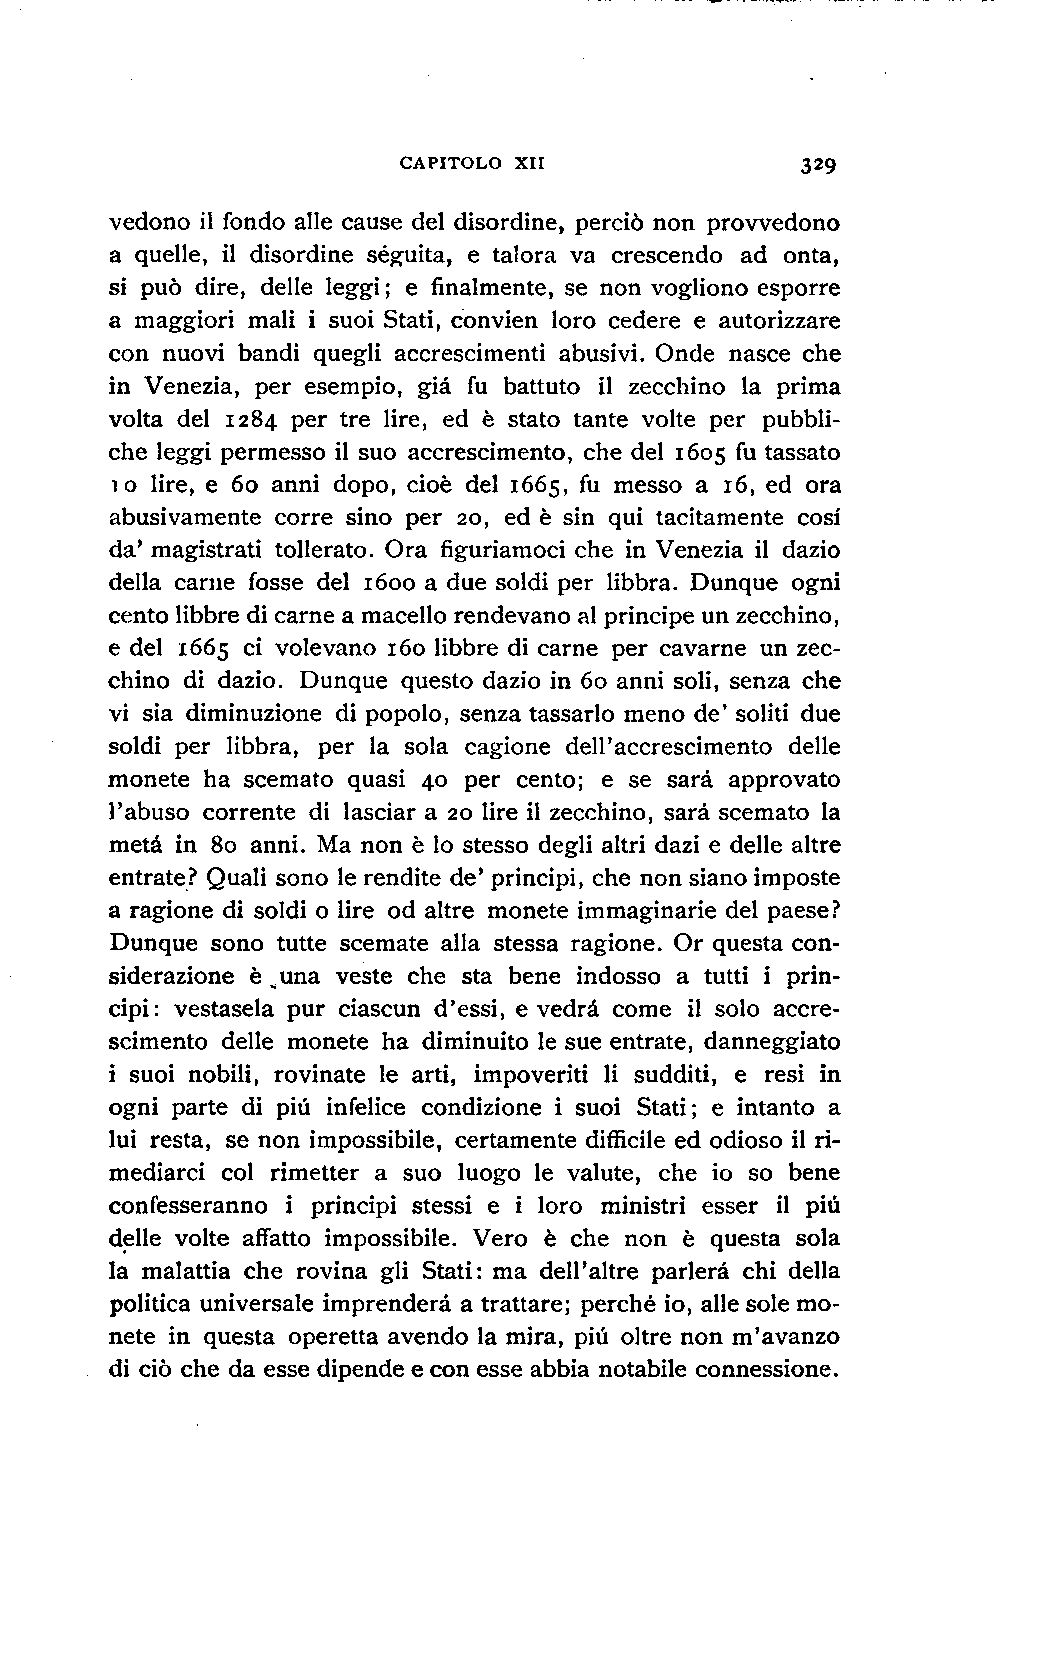 CAPITOLO XII 329
vedono il fondo alle cause del disordine, perciò non provvedono
a quelle, il disordine séguita, e talora va crescendo ad onta,
si può dire, delle leggi; e finalmente, se non vogliono esporre
a maggiori mali i suoi Stati, convien loro cedere e autorizzare
con nuovi bandi quegli accrescimenti abusivi. Onde nasce che
in Venezia, per esempio, giá fu battuto il zecchino la prima
volta del 1284 per tre lire, ed è stato tante volte per pubbli-
che leggi permesso il suo accrescimento, che del 1605 fu tassato
10 lire, e 60 anni dopo, cioè del 1665, fu messo a 16, ed ora
abusivamente corre sino per 20, ed è sin qui tacitamente cosí
da' magistrati tollerato. Ora figuriamoci che in Venezia il dazio
della carne fosse del 1600 a due soldi per libbra. Dunque ogni
cento libbre di carne a macello rendevano al principe un zecchino,
e del 1665 ci volevano 160 libbre di carne per cavarne un zec-
chino di dazio. Dunque questo dazio in 60 anni soli, senza che
vi sia diminuzione di popolo, senza tassarlo meno de' soliti due
soldi per libbra, per la sola cagione dell'accrescimento delle
monete ha scemato quasi 40 per cento; e se sará approvato
l'abuso corrente di lasciar a 20 lire il zecchino, sará scemato la
metá in 80 anni. Ma non è lo stesso degli altri dazi e delle altre
entrate? Quali sono le rendite de' principi, che non siano imposte
a ragione di soldi o lire od altre monete immaginarie del paese?
Dunque sono tutte scemate alla stessa ragione. Or questa con-
siderazione è una veste che sta bene indosso a tutti i prin-
cipi: vestasela pur ciascun d'essi, e vedrá come il solo accre-
scimento delle monete ha diminuito le sue entrate, danneggiato
i suoi nobili, rovinate le arti, impoveriti li sudditi, e resi in
ogni parte di piú infelice condizione i suoi Stati; e intanto a
lui resta, se non impossibile, certamente difficile ed odioso il ri-
mediarci col rimetter a suo luogo le valute, che io so bene
confesseranno i principi stessi e i loro ministri esser il piú
delle volte affatto impossibile. Vero è che non è questa sola
la malattia che rovina gli Stati: ma dell'altre parlerá chi della
politica universale imprenderá a trattare; perché io, alle sole mo-
nete in questa operetta avendo la mira, piú oltre non m'avanzo
di ciò che da esse dipende e con esse abbia notabile connessione.